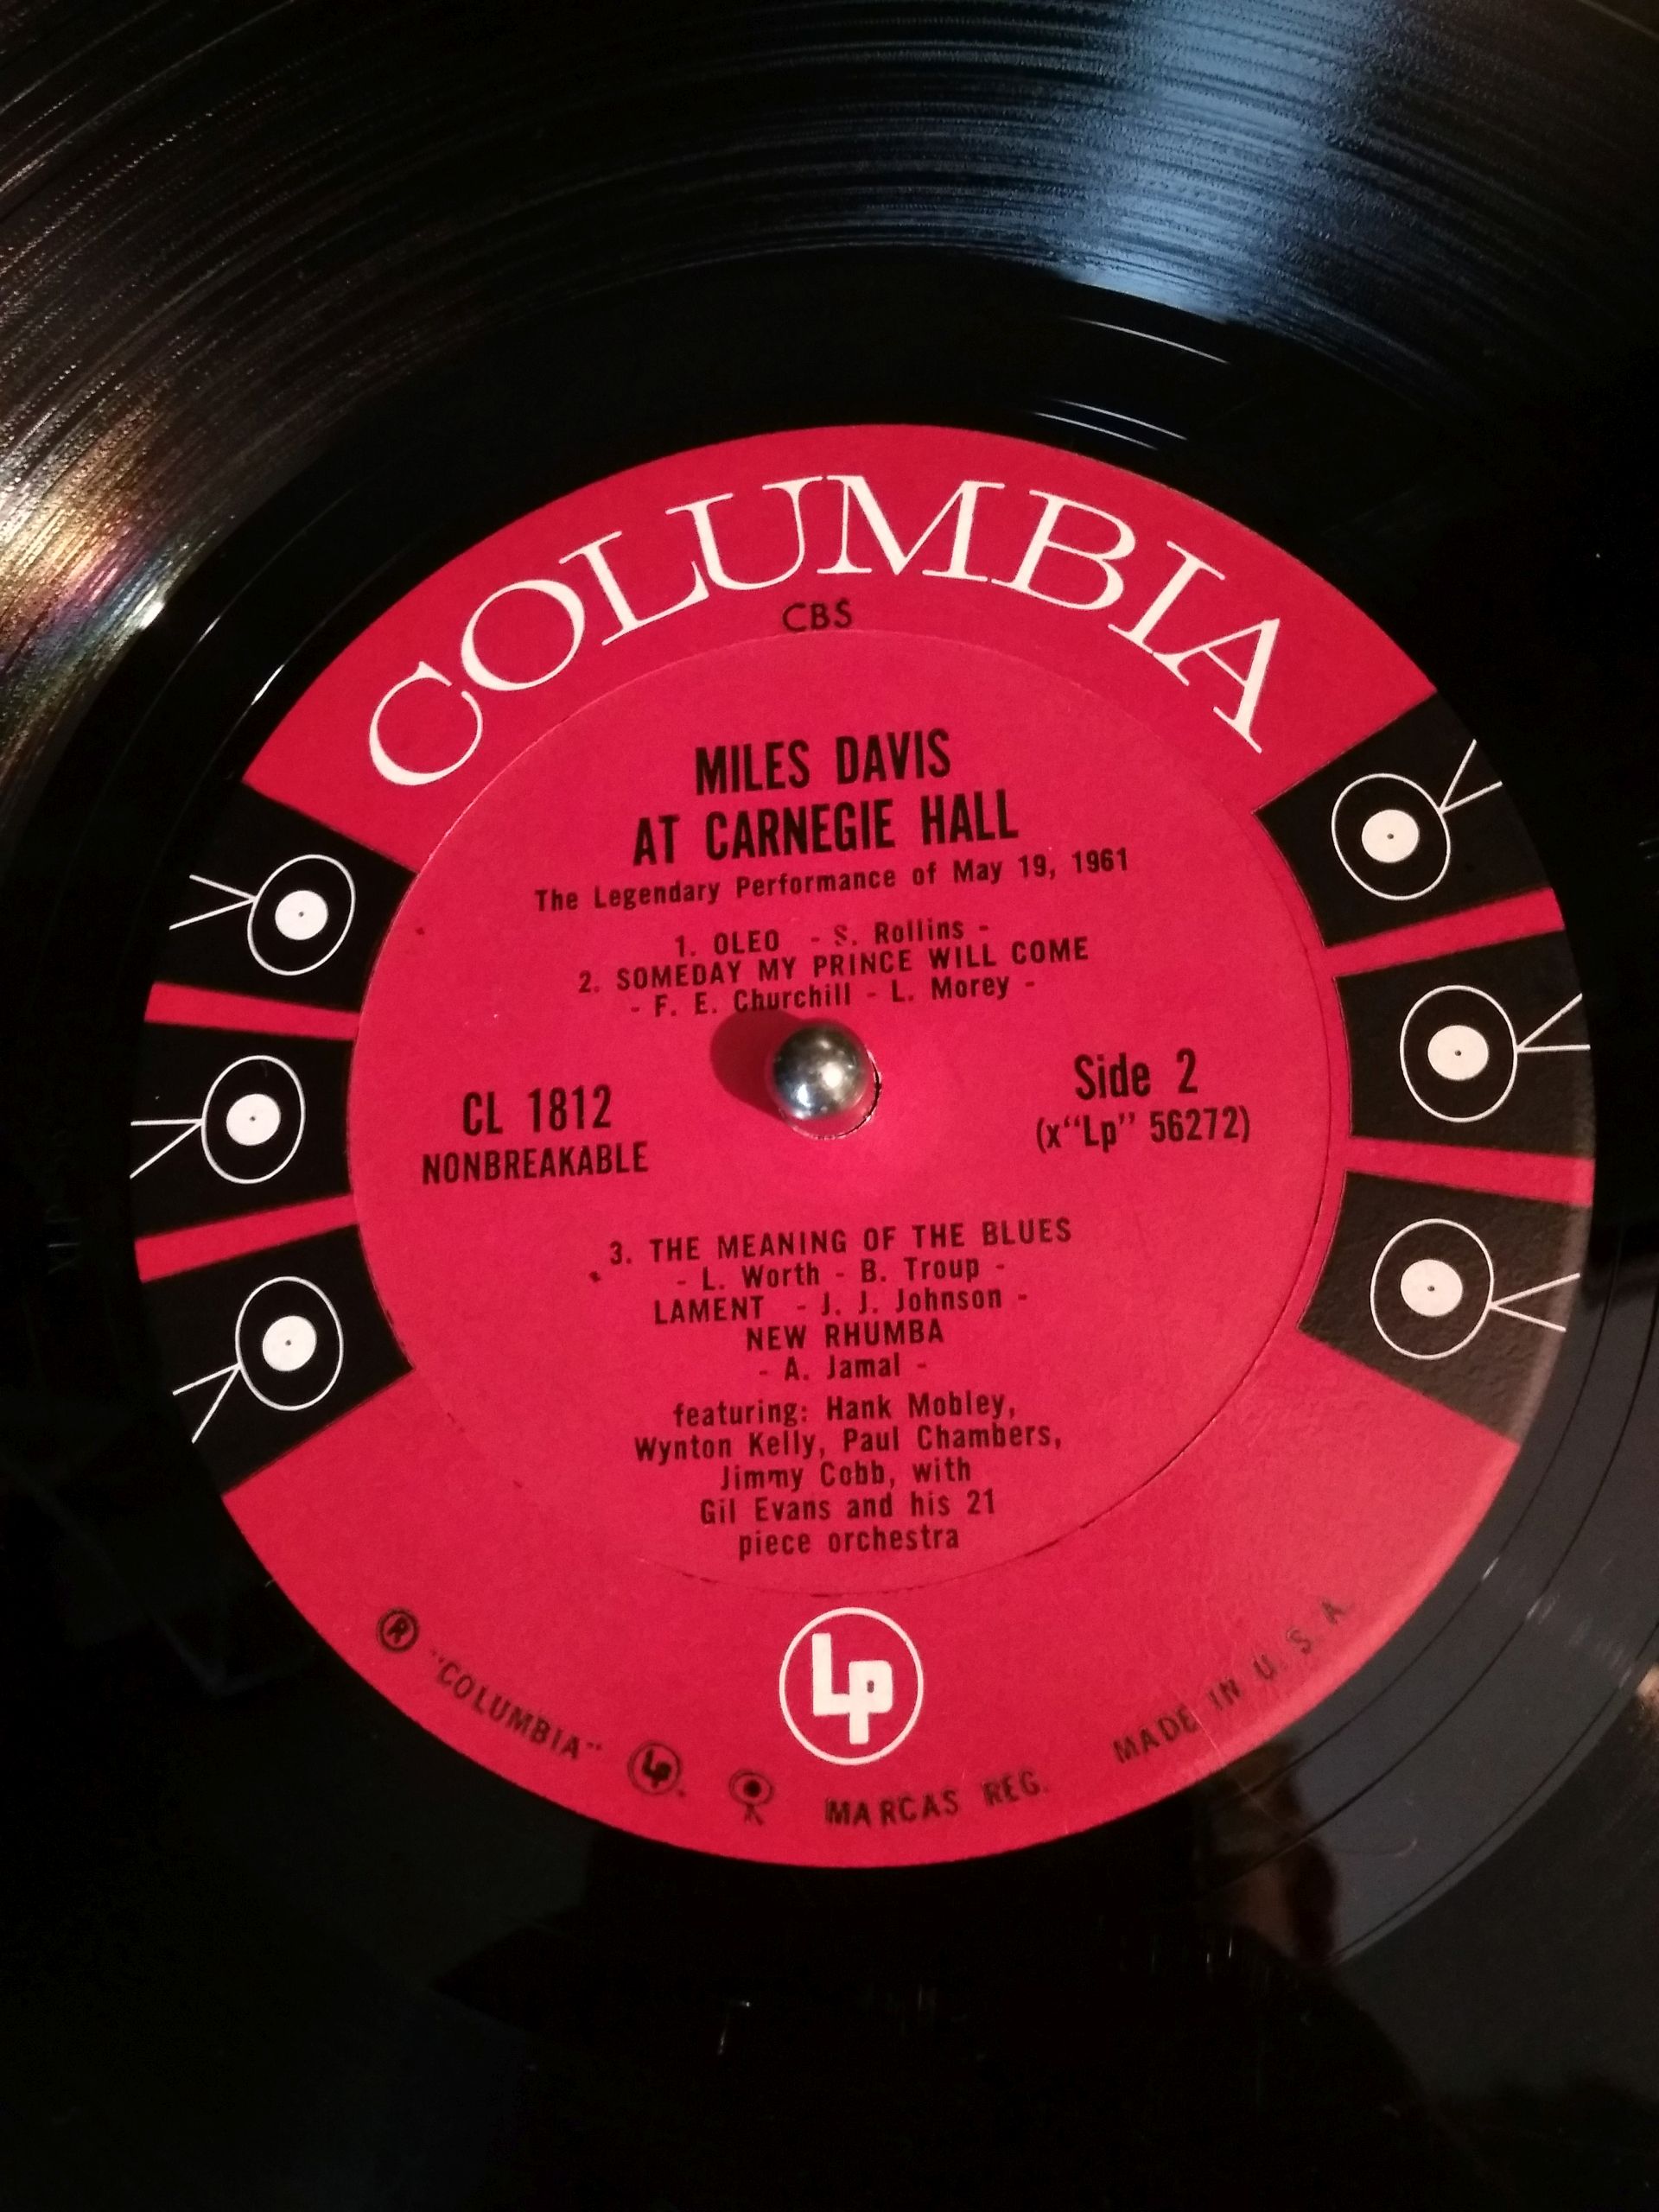 COLUMBIA
CBS
MILES DAVIS
AT CARNEGIE HALL
The Legendary Performance of May 19, 1961
1. OLEO - S. Rollins -
2. SOMEDAY MY PRINCE WILL COME
- F. E. Churchill - L. Morey -
CL 1812
NONBREAKABLE
Side 2
(x“Lp” 56272)
3. THE MEANING OF THE BLUES
- L. Worth - B. Troup -
LAMENT - J. J. Johnson -
NEW RHUMBA
- A. Jamal -
featuring: Hank Mobley,
Wynton Kelly, Paul Chambers,
Jimmy Cobb, with
Gil Evans and his 21
piece orchestra
Lp
® "COLUMBIA" Lp. MARCAS REG. MADE IN U. S. A.